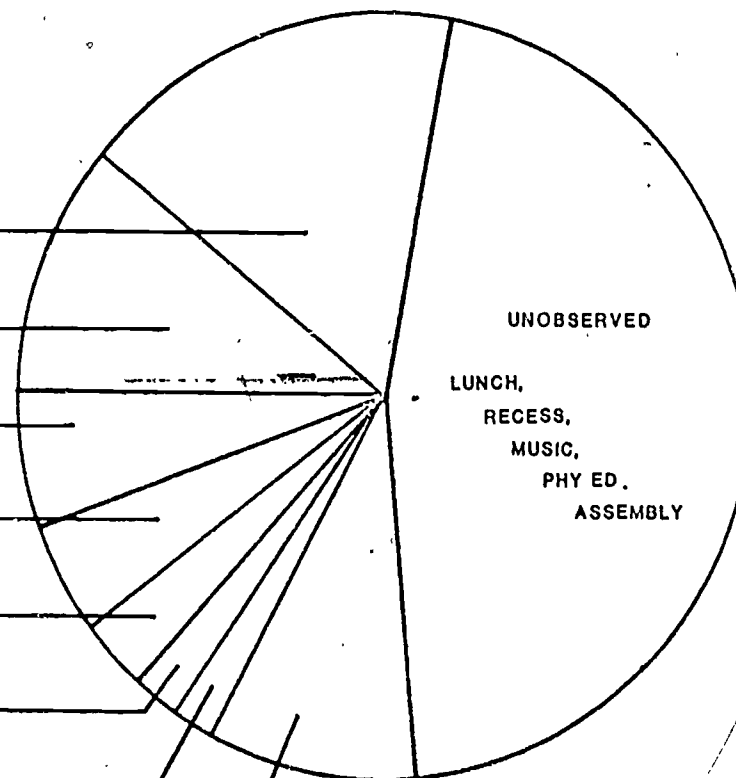 UNOBSERVED
LUNCH,
RECESS,
MUSIC,
PHY ED.
ASSEMBLY